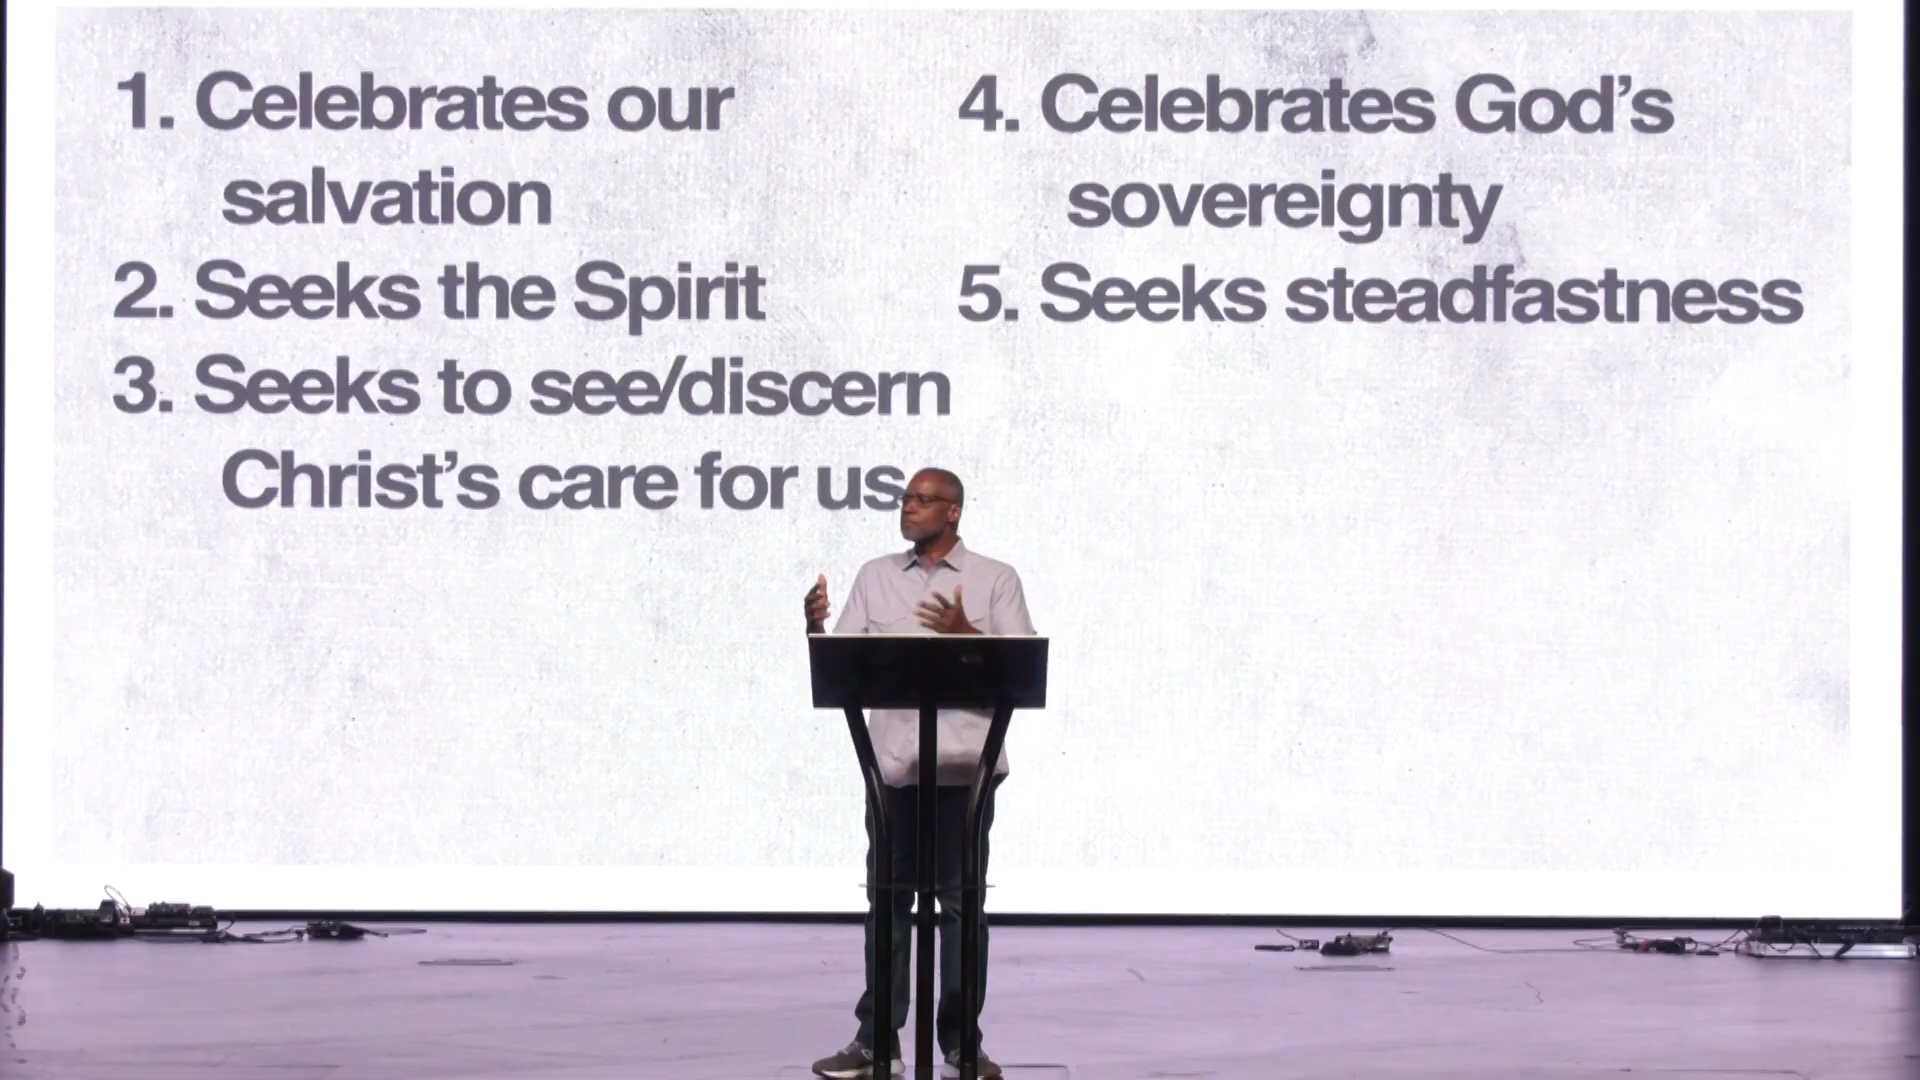 1. Celebrates our
salvation
2. Seeks the Spirit
3. Seeks to see/discern
Christ’s care for us
4. Celebrates God’s
sovereignty
5. Seeks steadfastness